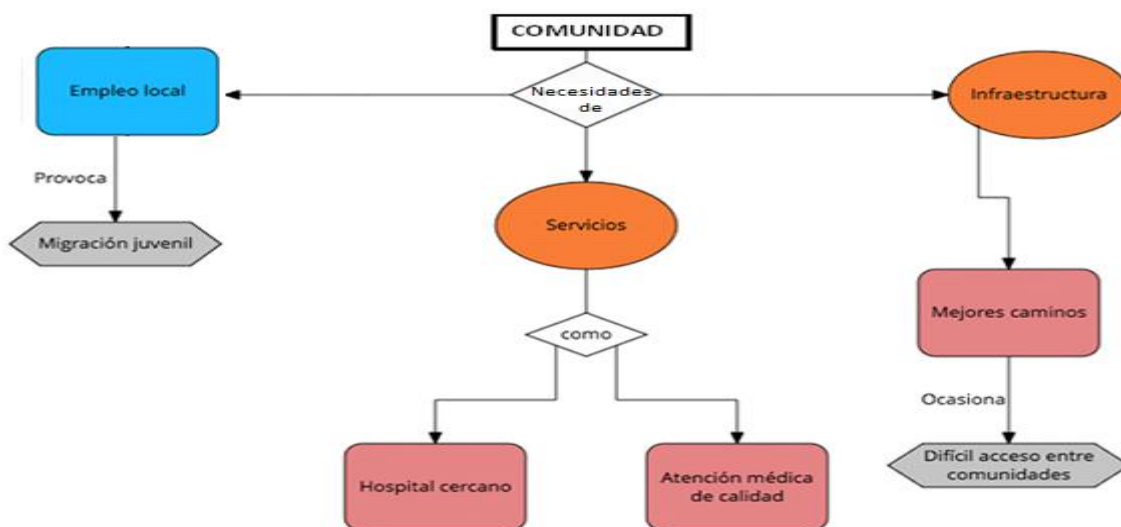 COMUNIDAD
Necesidades
de
Empleo local
Infraestructura
Provoca
Migración juvenil
Servicios
como
Mejores caminos
Ocasiona
Hospital cercano
Atención médica
de calidad
Difícil acceso entre
comunidades